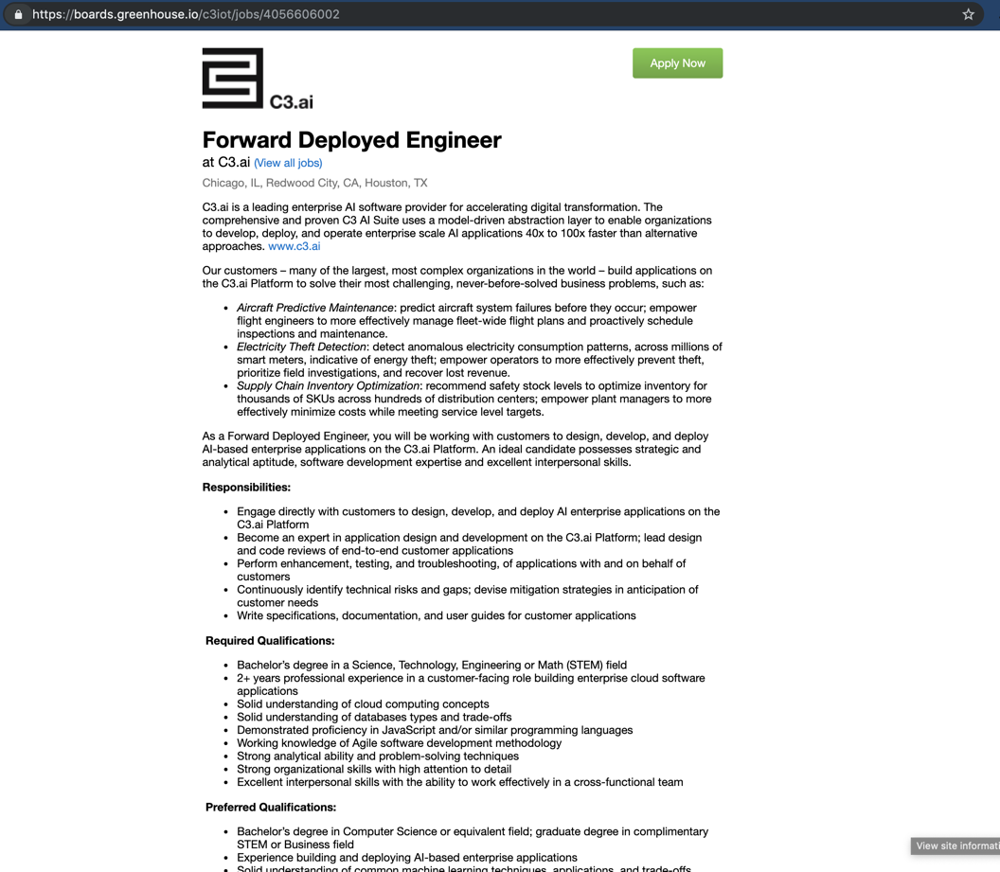 https://boards.greenhouse.io/c3iot/jobs/4056606002
C3.ai
Apply Now
Forward Deployed Engineer
at C3.ai (View all jobs)
Chicago, IL, Redwood City, CA, Houston, TX
C3.ai is a leading enterprise AI software provider for accelerating digital transformation. The
comprehensive and proven C3 AI Suite uses a model-driven abstraction layer to enable organizations
to develop, deploy, and operate enterprise scale AI applications 40x to 100x faster than alternative
approaches. www.c3.ai
Our customers – many of the largest, most complex organizations in the world – build applications on
the C3.ai Platform to solve their most challenging, never-before-solved business problems, such as:
• Aircraft Predictive Maintenance: predict aircraft system failures before they occur; empower
flight engineers to more effectively manage fleet-wide flight plans and proactively schedule
inspections and maintenance.
• Electricity Theft Detection: detect anomalous electricity consumption patterns, across millions of
smart meters, indicative of energy theft; empower operators to more effectively prevent theft,
prioritize field investigations, and recover lost revenue.
• Supply Chain Inventory Optimization: recommend safety stock levels to optimize inventory for
thousands of SKUs across hundreds of distribution centers; empower plant managers to more
effectively minimize costs while meeting service level targets.
As a Forward Deployed Engineer, you will be working with customers to design, develop, and deploy
AI-based enterprise applications on the C3.ai Platform. An ideal candidate possesses strategic and
analytical aptitude, software development expertise and excellent interpersonal skills.
Responsibilities:
• Engage directly with customers to design, develop, and deploy AI enterprise applications on the
C3.ai Platform
• Become an expert in application design and development on the C3.ai Platform; lead design
and code reviews of end-to-end customer applications
• Perform enhancement, testing, and troubleshooting, of applications with and on behalf of
customers
• Continuously identify technical risks and gaps; devise mitigation strategies in anticipation of
customer needs
• Write specifications, documentation, and user guides for customer applications
Required Qualifications:
• Bachelor's degree in a Science, Technology, Engineering or Math (STEM) field
• 2+ years professional experience in a customer-facing role building enterprise cloud software
applications
• Solid understanding of cloud computing concepts
• Solid understanding of databases types and trade-offs
• Demonstrated proficiency in JavaScript and/or similar programming languages
• Working knowledge of Agile software development methodology
• Strong analytical ability and problem-solving techniques
• Strong organizational skills with high attention to detail
• Excellent interpersonal skills with the ability to work effectively in a cross-functional team
Preferred Qualifications:
• Bachelor's degree in Computer Science or equivalent field; graduate degree in complimentary
STEM or Business field
• Experience building and deploying AI-based enterprise applications
• Solid understanding of common machine learning techniques, applications, and trade-offs
View site informati